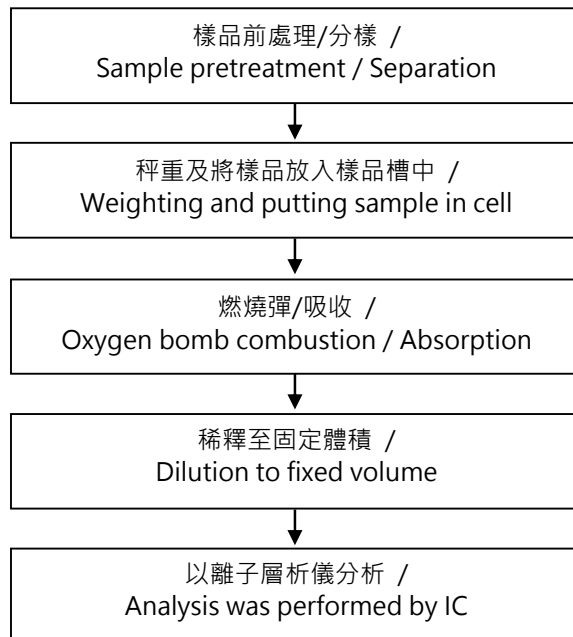 樣品前處理/分樣 /
Sample pretreatment / Separation
秤重及將樣品放入樣品槽中 /
Weighting and putting sample in cell
燃燒彈/吸收 /
Oxygen bomb combustion / Absorption
稀釋至固定體積 /
Dilution to fixed volume
以離子層析儀分析 /
Analysis was performed by IC